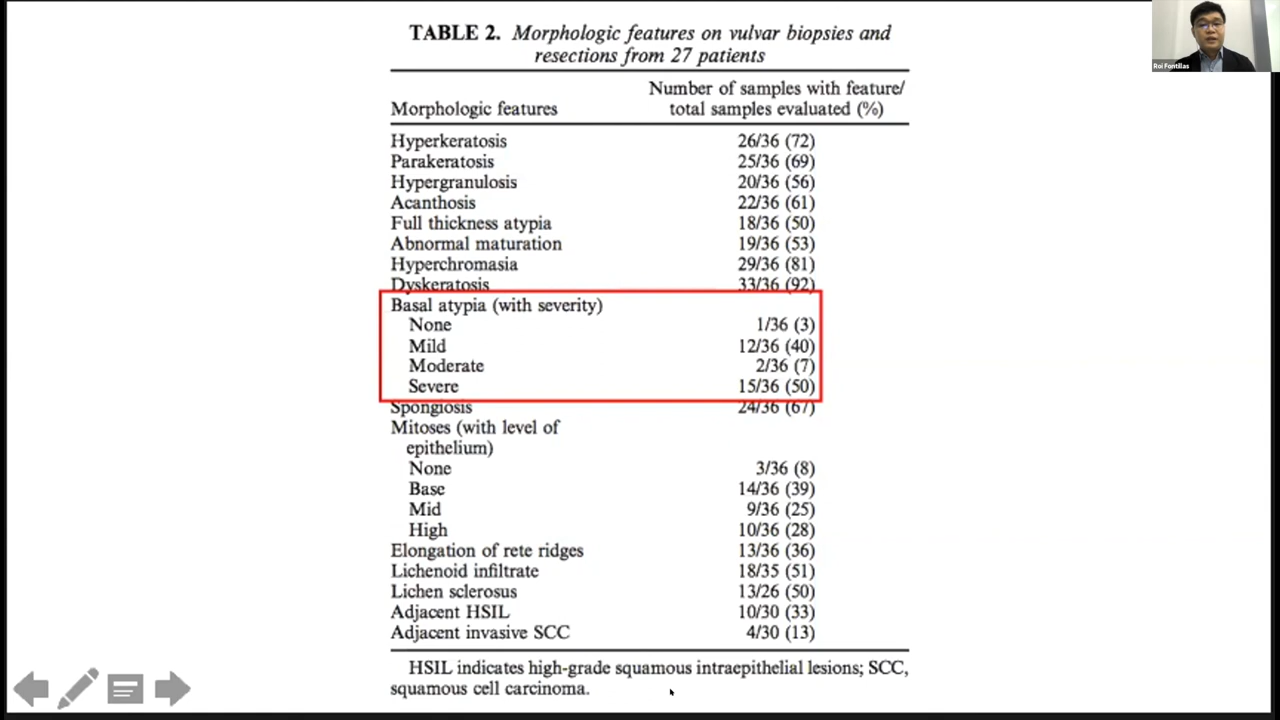 Roi Fontillas
TABLE 2. Morphologic features on vulvar biopsies and
resections from 27 patients
Number of samples with feature/
Morphologic features total samples evaluated (%)
Hyperkeratosis 26/36 (72)
Parakeratosis 25/36 (69)
Hypergranulosis 20/36 (56)
Acanthosis 22/36 (61)
Full thickness atypia 18/36 (50)
Abnormal maturation 19/36 (53)
Hyperchromasia 29/36 (81)
Dyskeratosis 33/36 (92)
Basal atypia (with severity)
None 1/36 (3)
Mild 12/36 (40)
Moderate 2/36 (7)
Severe 15/36 (50)
Spongiosis 24/36 (67)
Mitoses (with level of
epithelium)
None 3/36 (8)
Base 14/36 (39)
Mid 9/36 (25)
High 10/36 (28)
Elongation of rete ridges 13/36 (36)
Lichenoid infiltrate 18/35 (51)
Lichen sclerosus 13/26 (50)
Adjacent HSIL 10/30 (33)
Adjacent invasive SCC 4/30 (13)
HSIL indicates high-grade squamous intraepithelial lesions; SCC,
squamous cell carcinoma.